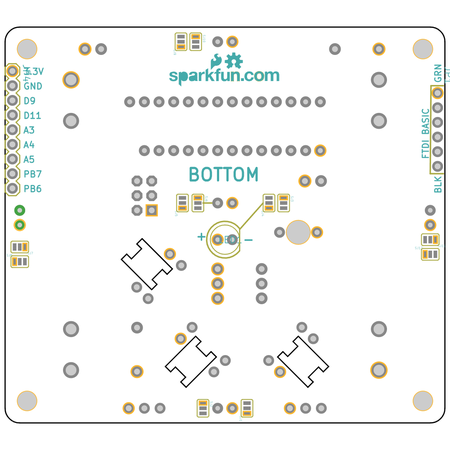 sparkfun.com
3.3V
GND
D9
D11
A3
A4
A5
PB7
PB6
GRN
FTDI BASIC
BLK
BOTTOM
+
−